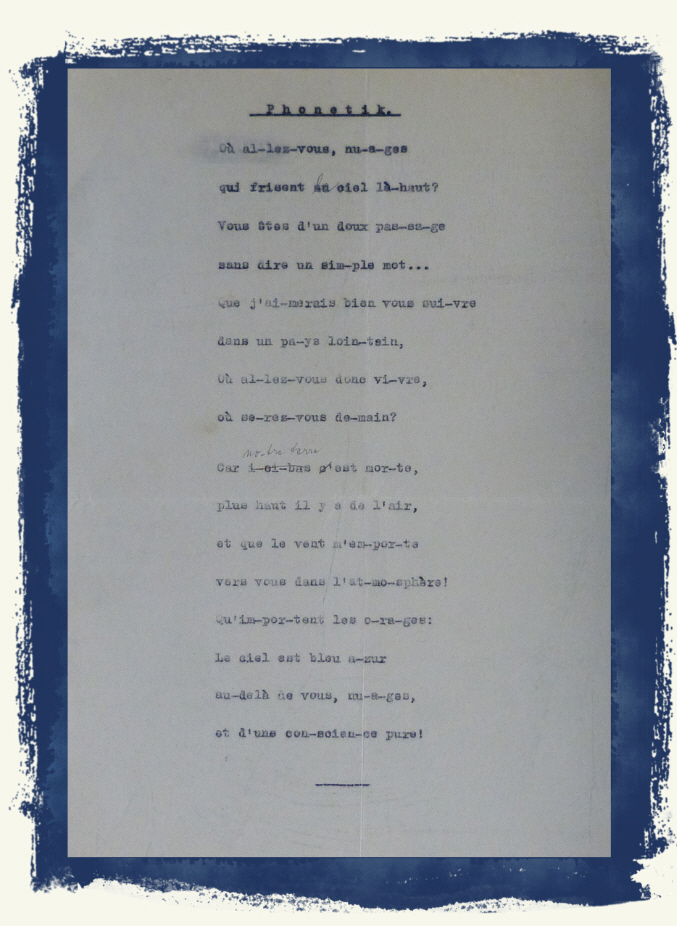 Phonetik.
Où al-lez-vous, nu-a-ges
qui frisent ciel là-haut?
Vous êtes d'un doux pas-sa-ge
sans dire un sim-ple mot...
Que j'ai-merais bien vous sui-vre
dans un pa-ys loin-tain,
Où al-lez-vous donc vi-vre,
où se-rez-vous de-main?
no-tre terre
Car i-ci-bas c'est mor-te,
plus haut il y a de l'air,
et que le vent m'em-por-te
vers vous dans l'at-mo-sphère!
Qu'im-por-tent les o-ra-ges:
Le ciel est bleu a-zur
au-delà de vous, nu-a-ges,
et d'une con-scien-ce pure!